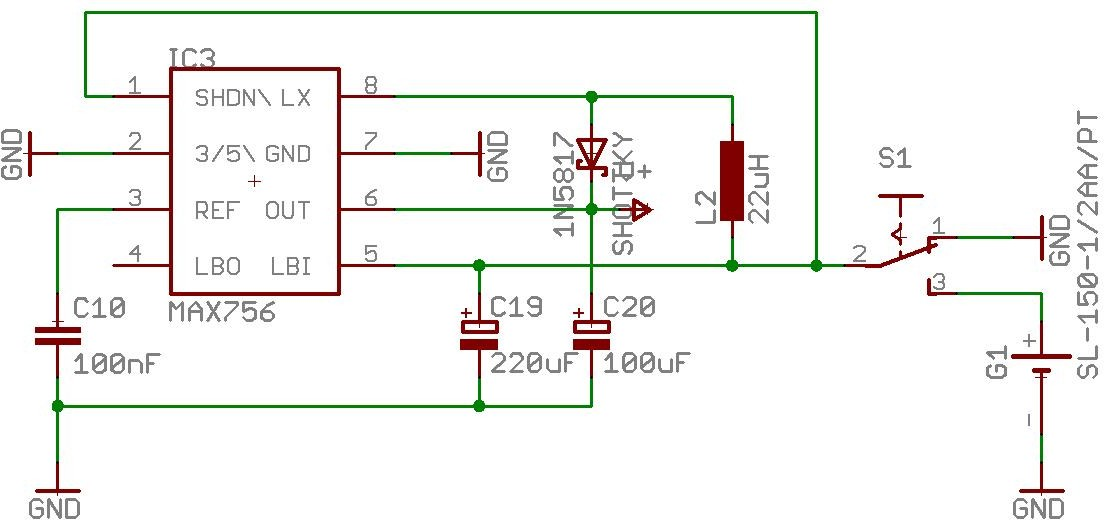 IC3
1 SHDN\ LX 8
GND 2 3/5\ GND 7 GND
3 REF OUT 6
4 LBO LBI 5
MAX756
1N5817
SHOTTKY
U+
L2
22uH
S1
1
2
3
GND
C10
100nF
C19
220uF
C20
100uF
G1
SL-150-1/2AA/PT
+
-
GND
GND